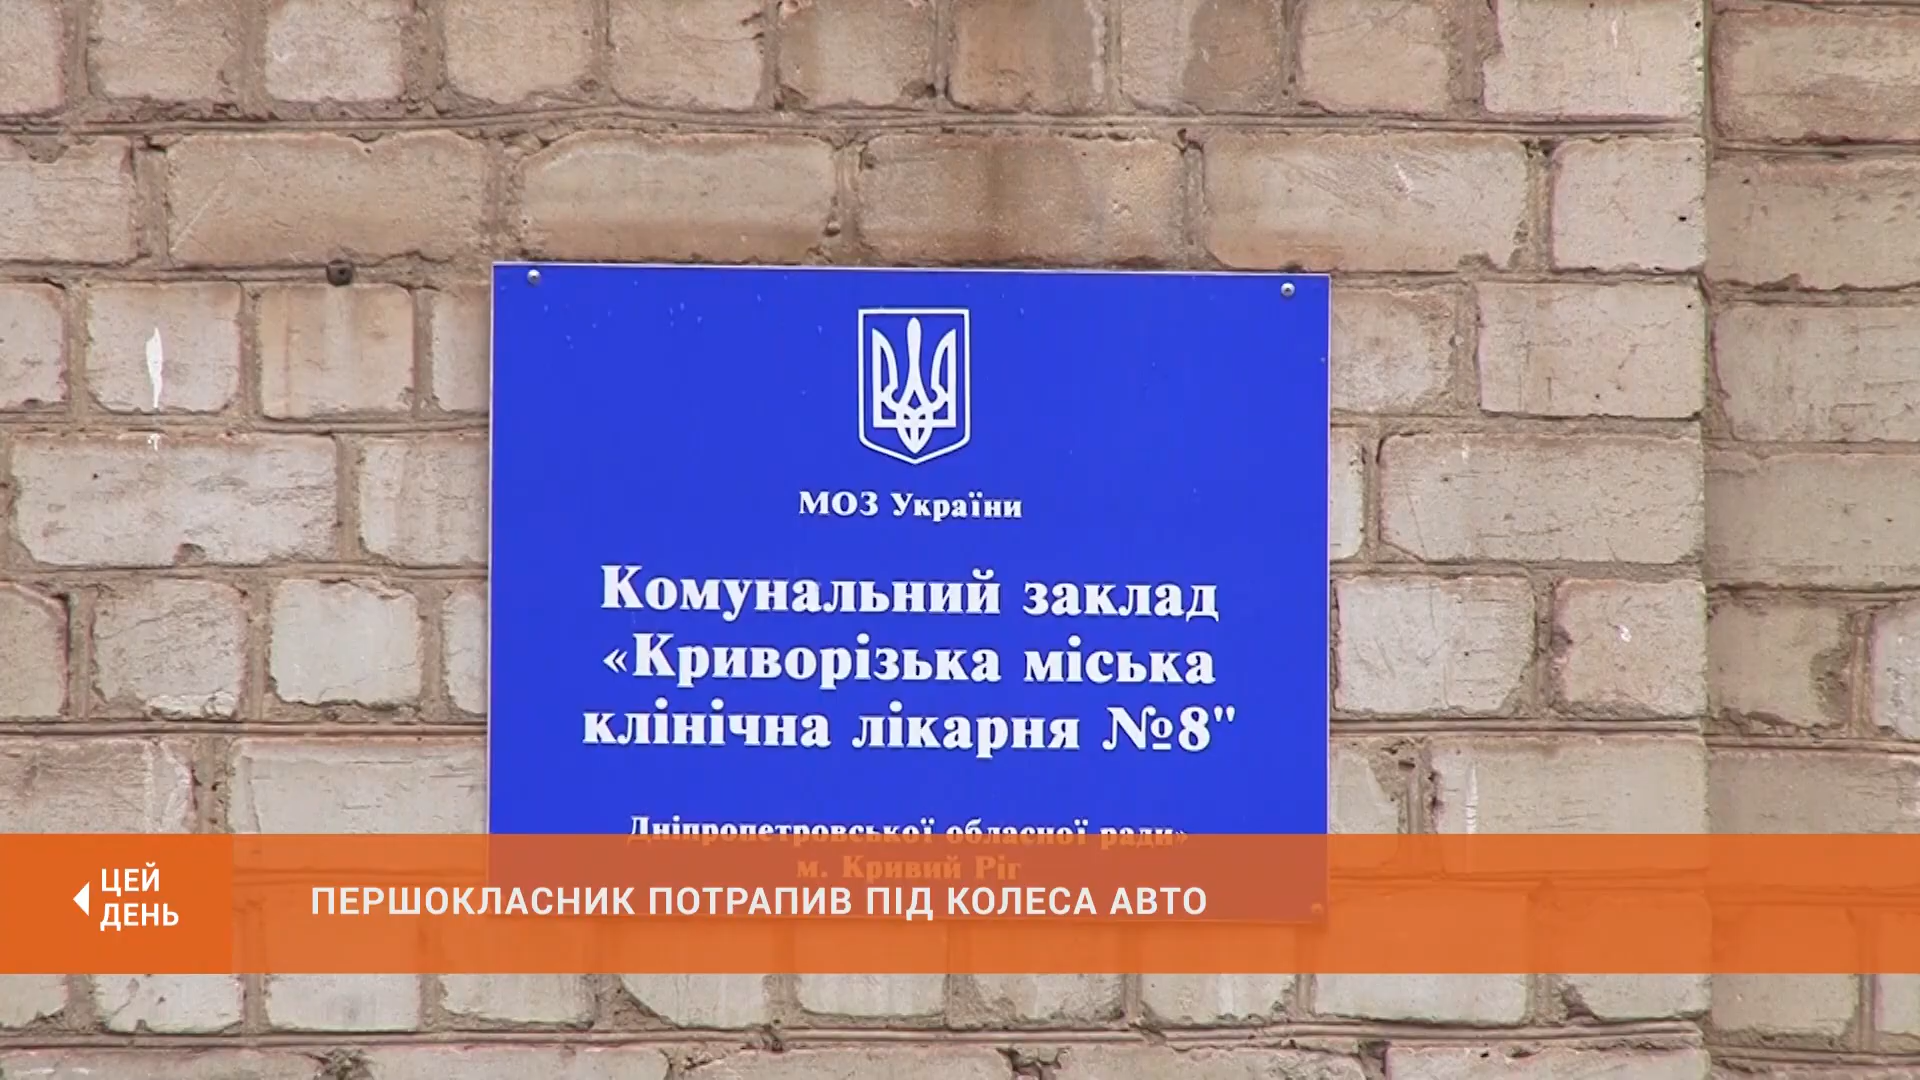 МОЗ України
Комунальний заклад
«Криворізька міська
клінічна лікарня №8"
Дніпропетровської обласної ради»
м. Кривий Ріг
ЦЕЙ
ДЕНЬ
ПЕРШОКЛАСНИК ПОТРАПИВ ПІД КОЛЕСА АВТО